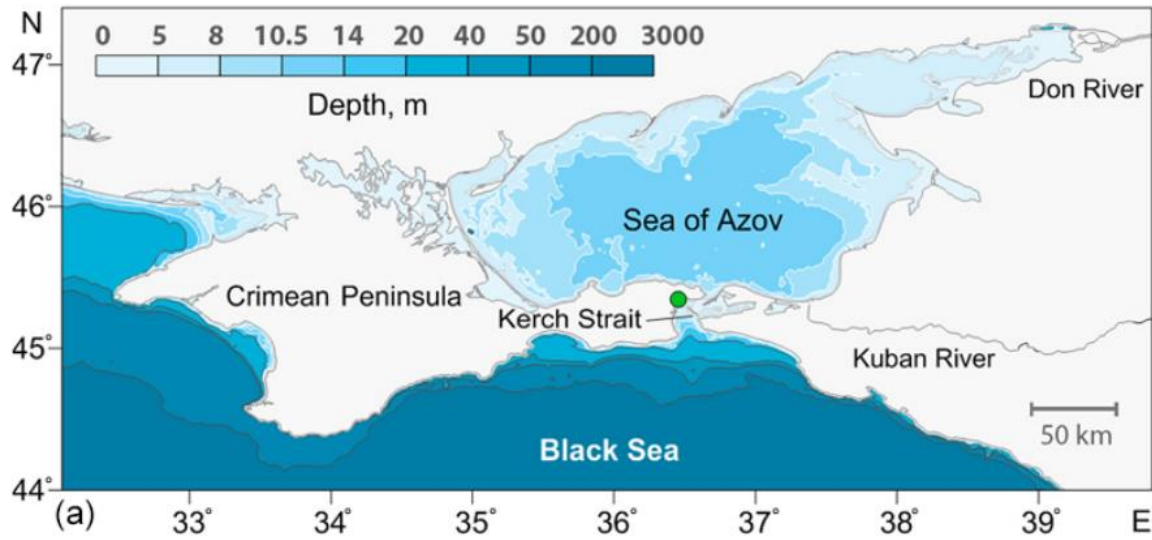 N
0 5 8 10.5 14 20 40 50 200 3000
47°
Depth, m
Don River
46°
Sea of Azov
Crimean Peninsula
Kerch Strait
45°
Kuban River
50 km
Black Sea
44°
(a)
33° 34° 35° 36° 37° 38° 39° E